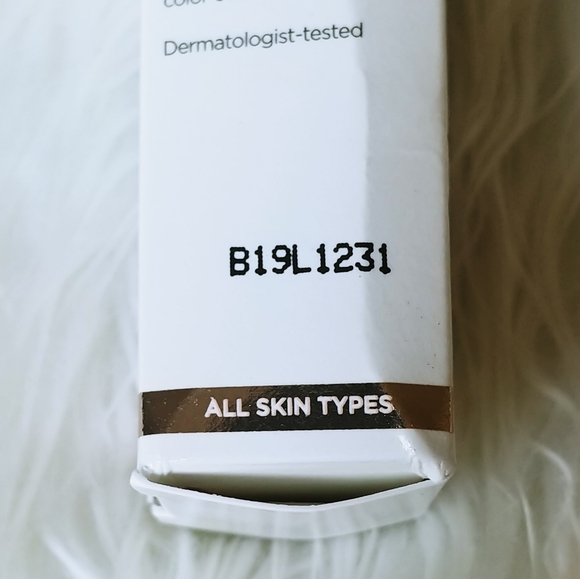 Dermatologist-tested
B19L1231
ALL SKIN TYPES